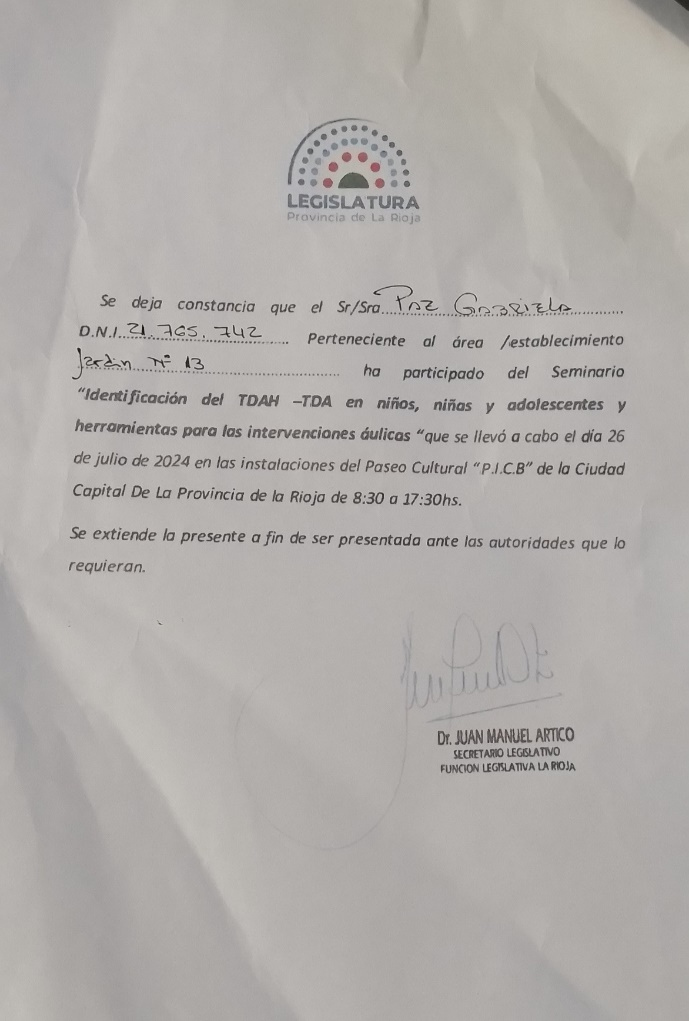 LEGISLATURA
Provincia de La Rioja
Se deja constancia que el Sr/Sra. Paz Gabriela
D.N.I. 21.765.742 Perteneciente al área /establecimiento
Jardín N° 13 ha participado del Seminario
“Identificación del TDAH –TDA en niños, niñas y adolescentes y
herramientas para las intervenciones áulicas “que se llevó a cabo el día 26
de julio de 2024 en las instalaciones del Paseo Cultural “P.I.C.B” de la Ciudad
Capital De La Provincia de la Rioja de 8:30 a 17:30hs.
Se extiende la presente a fin de ser presentada ante las autoridades que lo
requieran.
Dr. JUAN MANUEL ARTICO
SECRETARIO LEGISLATIVO
FUNCION LEGISLATIVA LA RIOJA